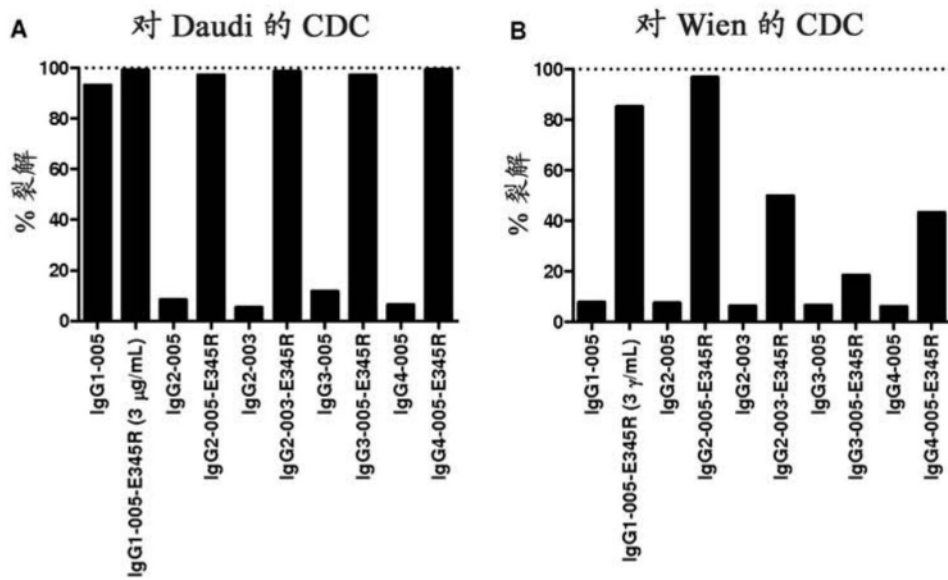 A
对 Daudi 的 CDC
% 裂解
100
80
60
40
20
0
IgG1-005
IgG1-005-E345R (3 μg/mL)
IgG2-005
IgG2-005-E345R
IgG2-003
IgG2-003-E345R
IgG3-005
IgG3-005-E345R
IgG4-005
IgG4-005-E345R
B
对 Wien 的 CDC
% 裂解
100
80
60
40
20
0
IgG1-005
IgG1-005-E345R (3 γ/mL)
IgG2-005
IgG2-005-E345R
IgG2-003
IgG2-003-E345R
IgG3-005
IgG3-005-E345R
IgG4-005
IgG4-005-E345R